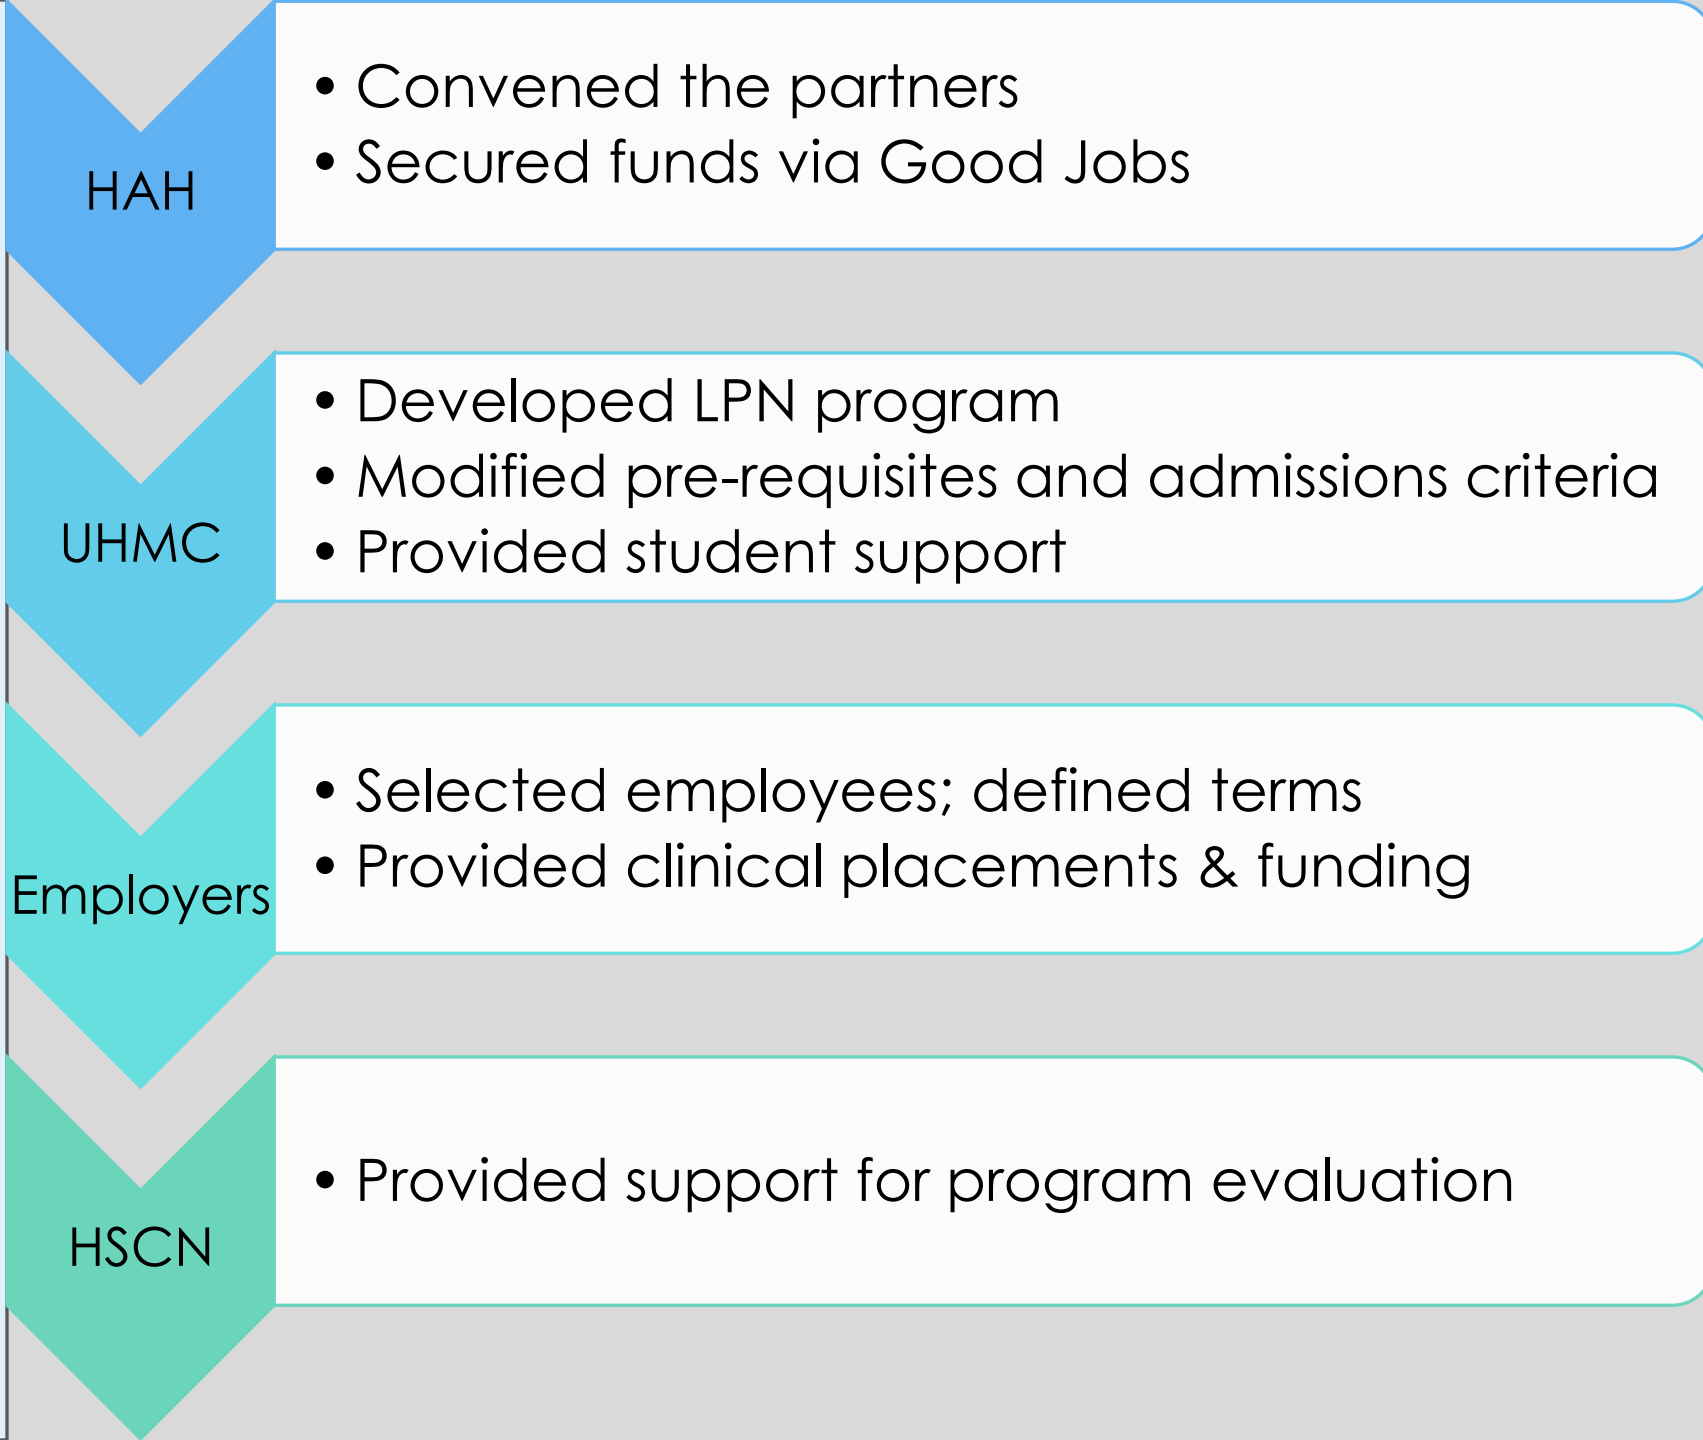 HAH
• Convened the partners
• Secured funds via Good Jobs
UHMC
• Developed LPN program
• Modified pre-requisites and admissions criteria
• Provided student support
Employers
• Selected employees; defined terms
• Provided clinical placements & funding
HSCN
• Provided support for program evaluation